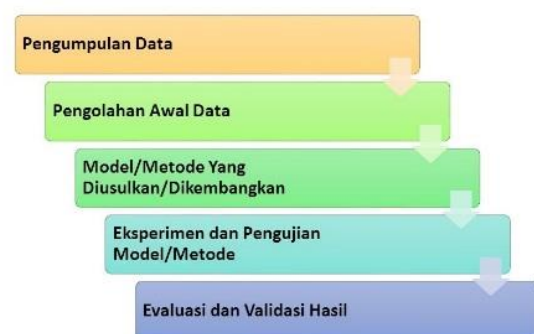 Pengumpulan Data
Pengolahan Awal Data
Model/Metode Yang
Diusulkan/Dikembangkan
Eksperimen dan Pengujian
Model/Metode
Evaluasi dan Validasi Hasil